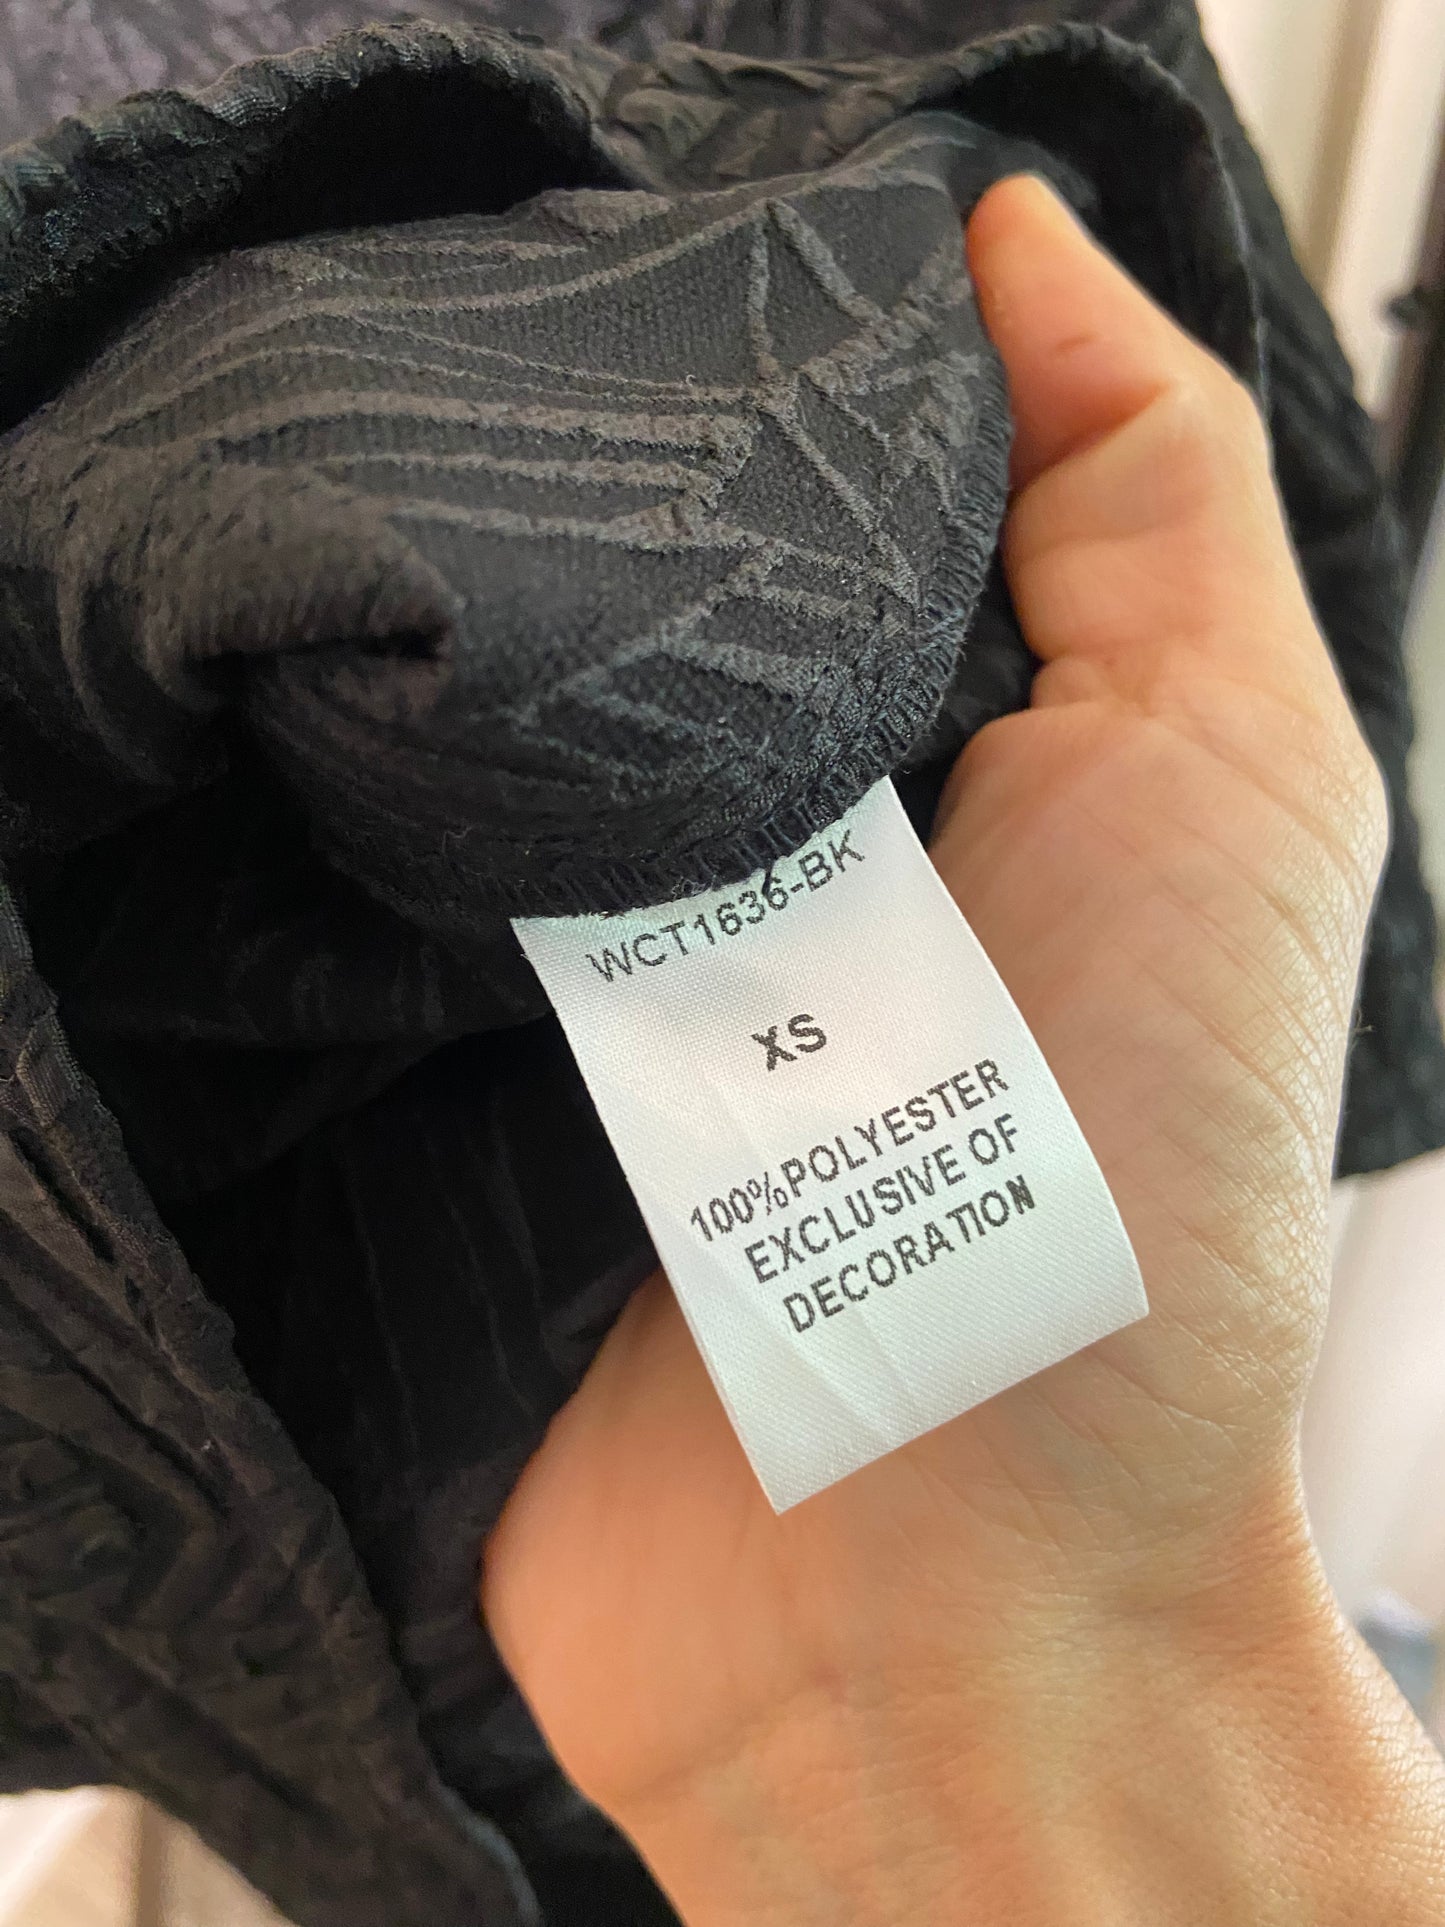 WCT1636-BK
XS
100%POLYESTER
EXCLUSIVE OF
DECORATION